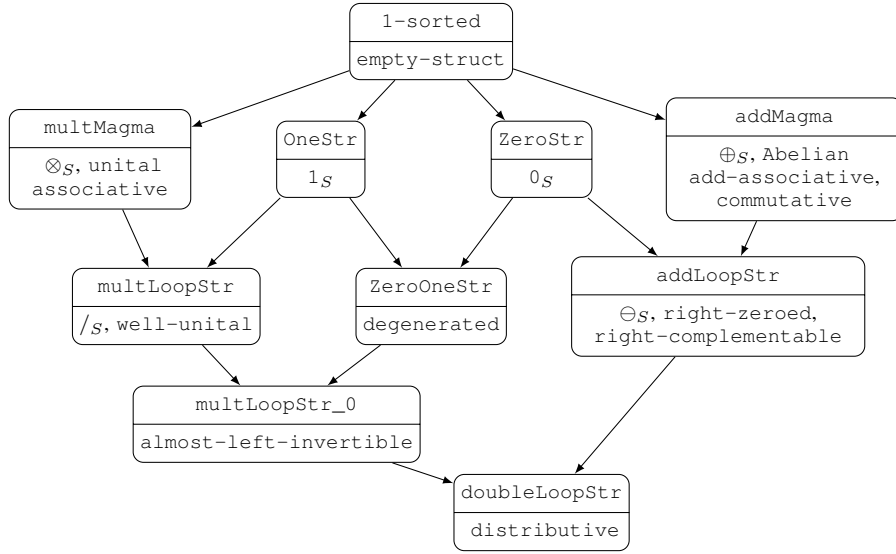 1-sorted
empty-struct
multMagma
⊗S, unital
associative
OneStr
1S
ZeroStr
0S
addMagma
⊕S, Abelian
add-associative,
commutative
multLoopStr
/S, well-unital
ZeroOneStr
degenerated
addLoopStr
⊖S, right-zeroed,
right-complementable
multLoopStr_0
almost-left-invertible
doubleLoopStr
distributive